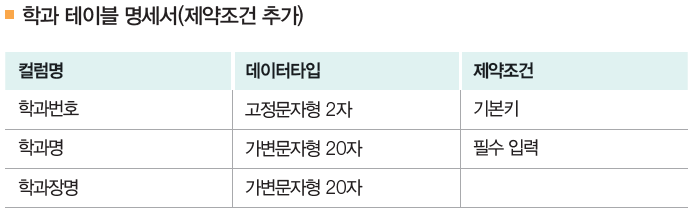 학과 테이블 명세서(제약조건 추가)
컬럼명 데이터타입 제약조건
학과번호 고정문자형 2자 기본키
학과명 가변문자형 20자 필수 입력
학과장명 가변문자형 20자